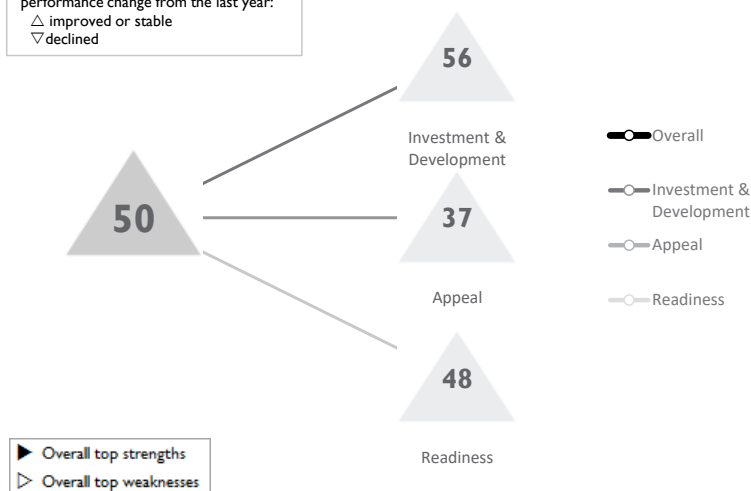 performance change from the last year:
△ improved or stable
▽ declined
56
Investment &
Development
50
37
Appeal
48
Readiness
Overall
Investment &
Development
Appeal
Readiness
▶ Overall top strengths
▷ Overall top weaknesses